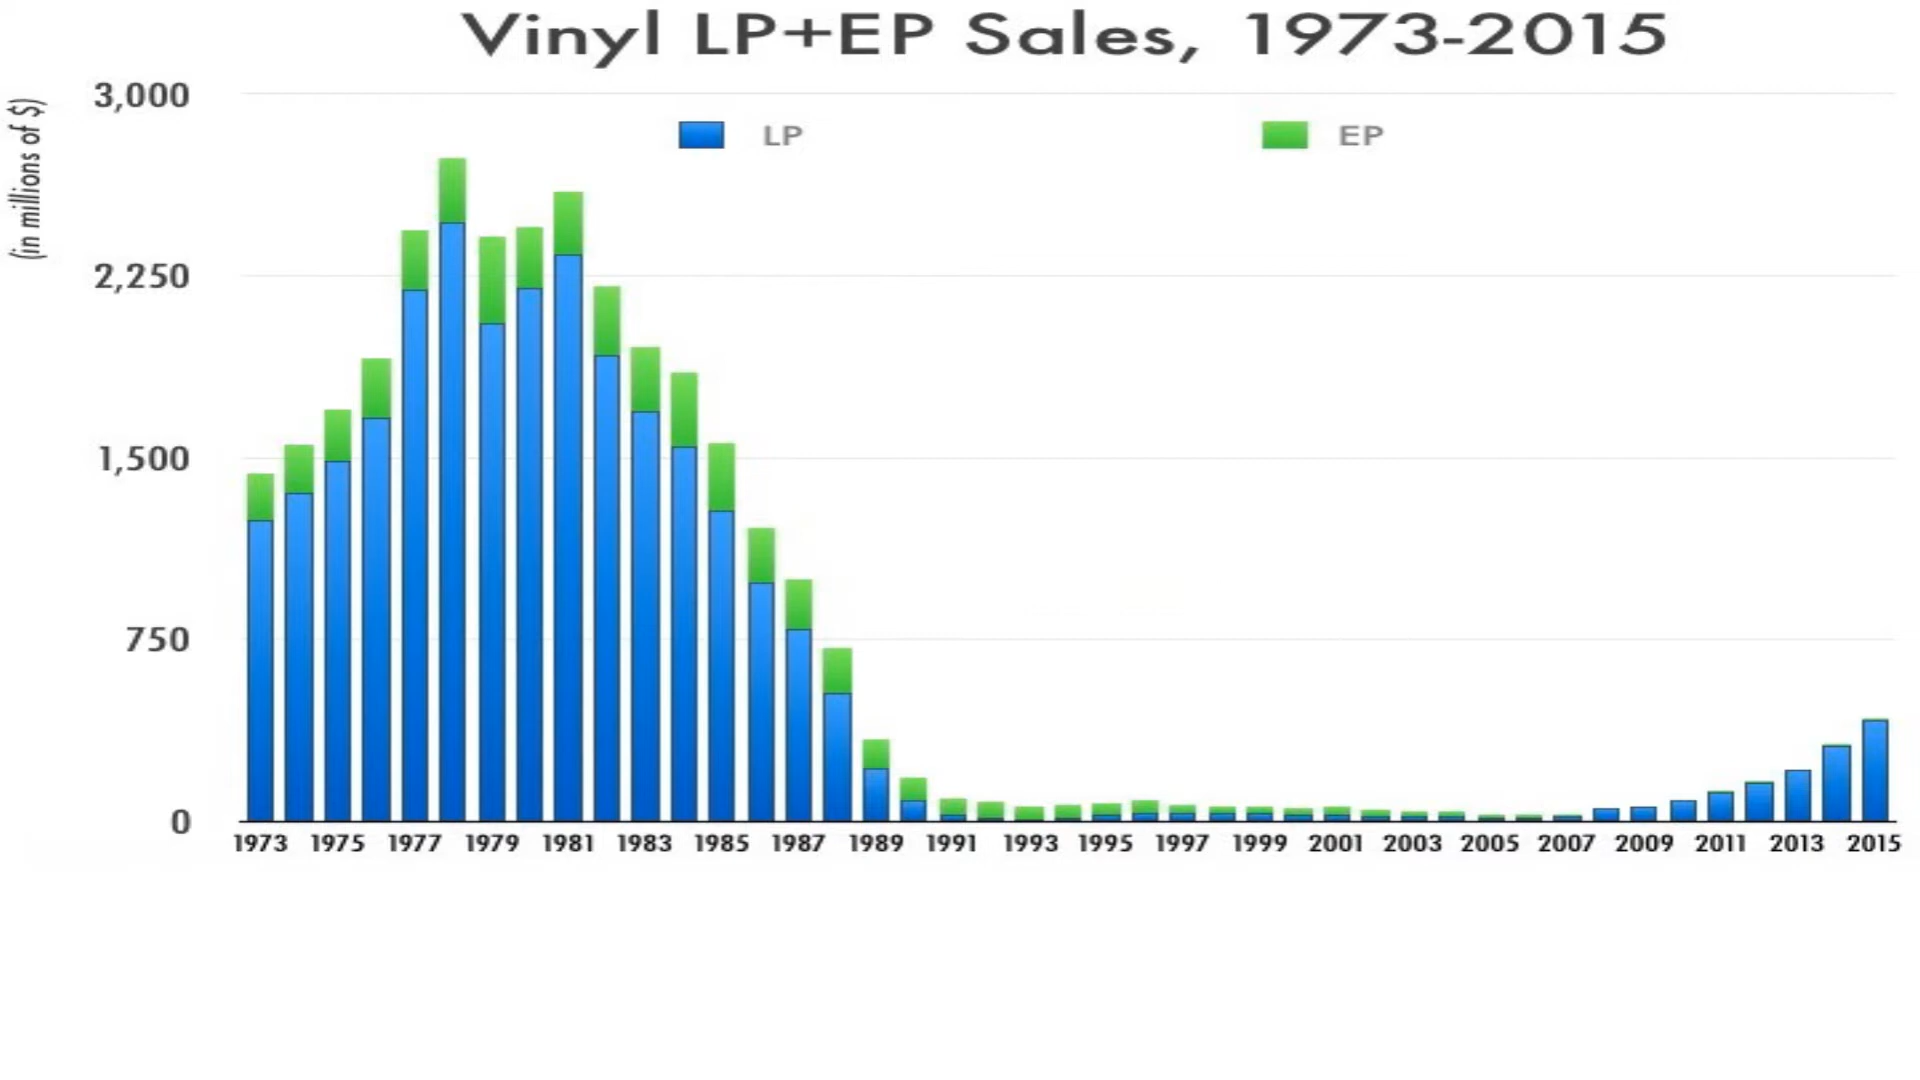 Vinyl LP+EP Sales, 1973-2015
(in millions of $)
3,000
LP
EP
2,250
1,500
750
0
1973 1975 1977 1979 1981 1983 1985 1987 1989 1991 1993 1995 1997 1999 2001 2003 2005 2007 2009 2011 2013 2015